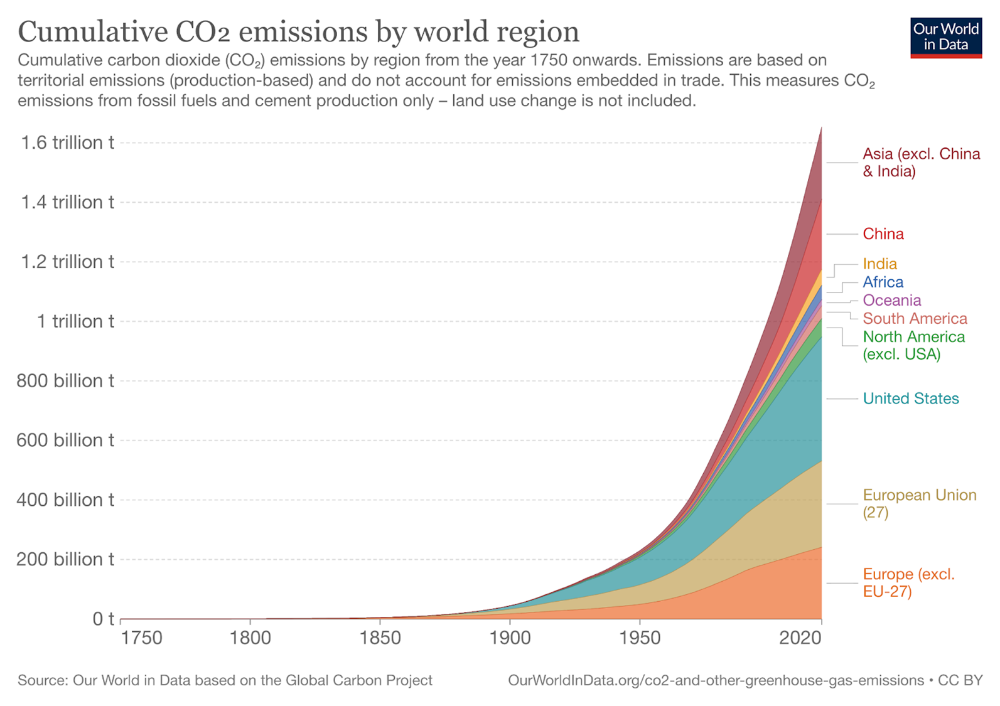 Cumulative CO2 emissions by world region
Our World
in Data
Cumulative carbon dioxide (CO₂) emissions by region from the year 1750 onwards. Emissions are based on
territorial emissions (production-based) and do not account for emissions embedded in trade. This measures CO₂
emissions from fossil fuels and cement production only – land use change is not included.
1.6 trillion t
1.4 trillion t
1.2 trillion t
1 trillion t
800 billion t
600 billion t
400 billion t
200 billion t
0 t
Asia (excl. China
& India)
China
India
Africa
Oceania
South America
North America
(excl. USA)
United States
European Union
(27)
Europe (excl.
EU-27)
1750 1800 1850 1900 1950 2020
Source: Our World in Data based on the Global Carbon Project
OurWorldInData.org/co2-and-other-greenhouse-gas-emissions • CC BY